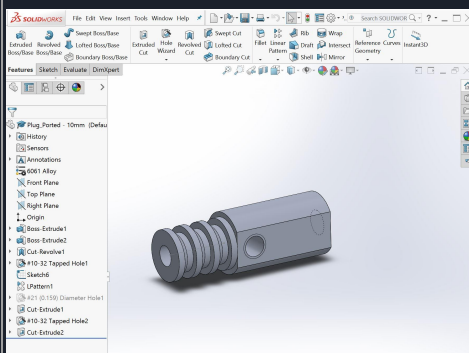 SOLIDWORKS File Edit View Insert Tools Window Help
Search SOLIDWOR
Extruded Boss/Base
Revolved Boss/Base
Swept Boss/Base
Lofted Boss/Base
Boundary Boss/Base
Extruded Cut
Hole Wizard
Revolved Cut
Swept Cut
Lofted Cut
Boundary Cut
Fillet
Linear Pattern
Rib
Draft
Shell
Wrap
Intersect
Mirror
Reference Geometry
Curves
Instant3D
Features Sketch Evaluate DimXpert
Plug_Ported - 10mm (Defau
History
Sensors
Annotations
6061 Alloy
Front Plane
Top Plane
Right Plane
Origin
Boss-Extrude1
Boss-Extrude2
Cut-Revolve1
#10-32 Tapped Hole1
Sketch6
LPattern1
#21 (0.159) Diameter Hole1
Cut-Extrude1
#10-32 Tapped Hole2
Cut-Extrude2